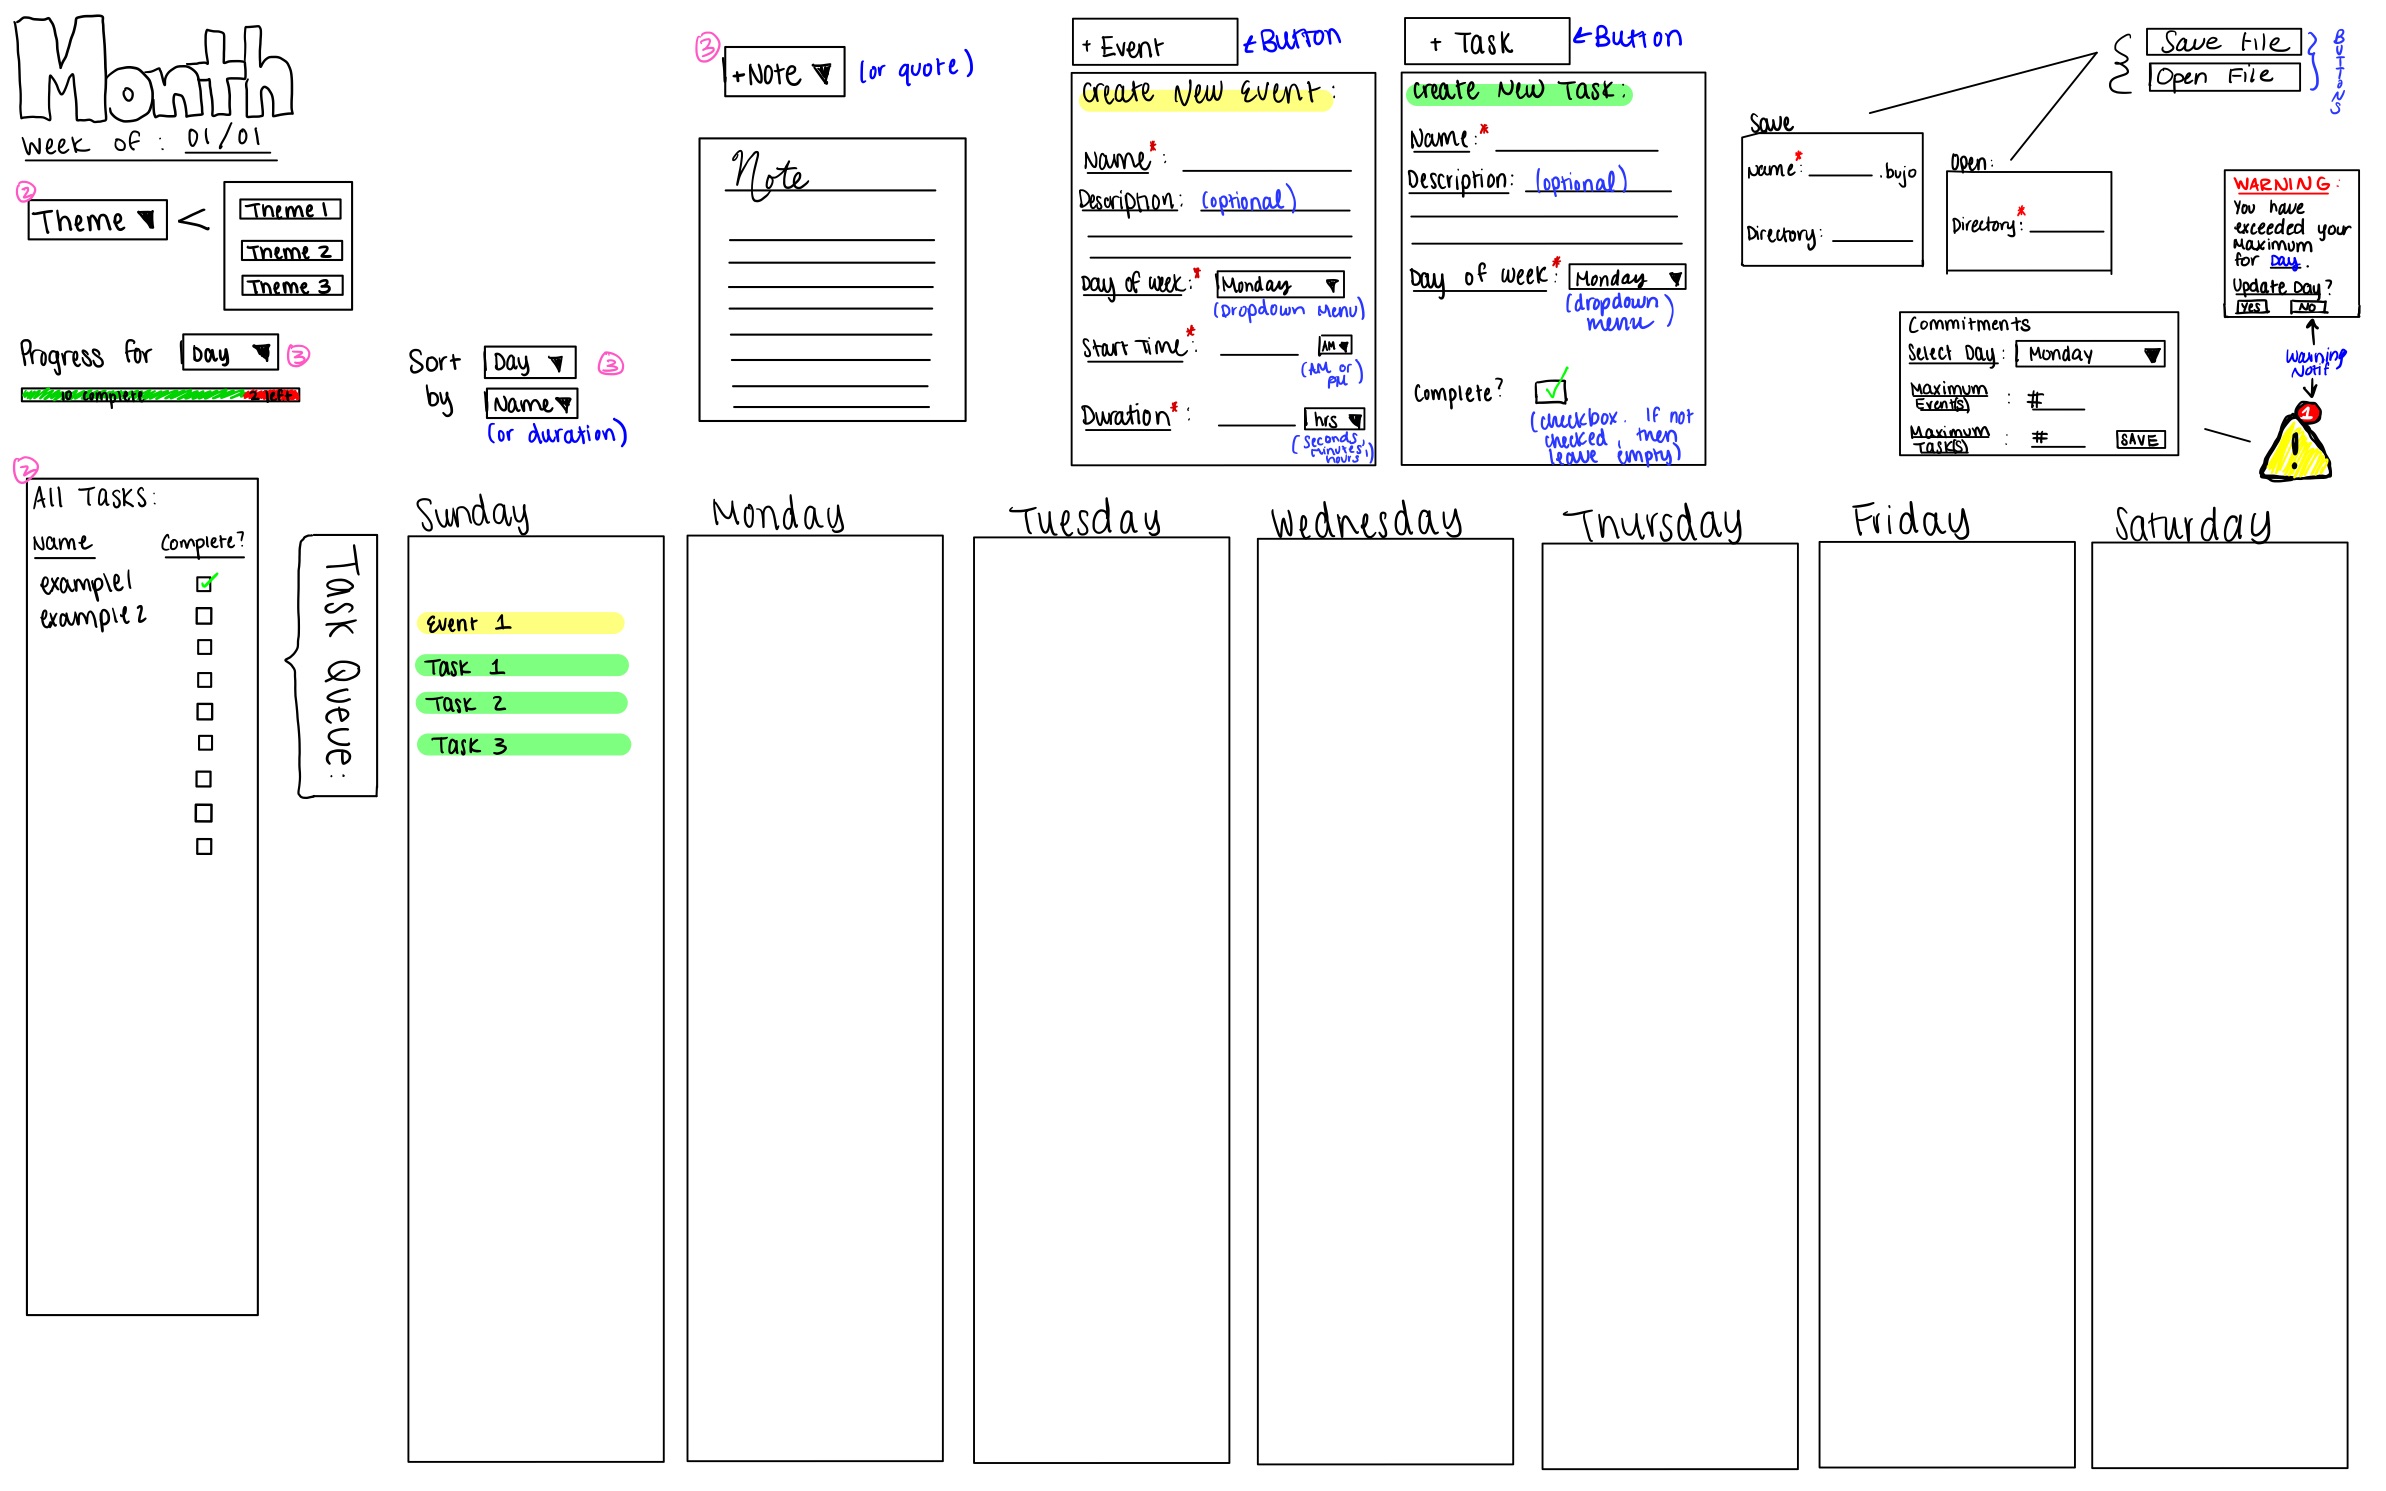 Month
Week of : 01/01
2
Theme
Theme 1
Theme 2
Theme 3
Progress for Day 3
10 complete 2 left
Sort by
Day 3
Name
(or duration)
3
+Note (or quote)
Note
+ Event ← Button
Create New Event:
Name*:
Description: (optional)
Day of week:* Monday
(Dropdown Menu)
Start Time*: AM
(AM or PM)
Duration*: hrs
(seconds, minutes, hours)
+ Task ← Button
Create New Task:
Name:*
Description: (optional)
Day of week:* Monday
(dropdown menu)
Complete?
(checkbox. If not
checked, then
leave empty)
Save File
Open File
BUTTONS
Save
Name:* .bujo
Directory:
Open:
Directory:*
WARNING:
You have
exceeded your
Maximum
for Day.
Update Day?
Yes No
Warning
Notif
1
!
Commitments
Select Day: Monday
Maximum
Event(s) : #
Maximum
Task(s) : #
SAVE
2
All Tasks:
Name Complete?
example1
example2
Task Queue:
Sunday
Event 1
Task 1
Task 2
Task 3
Monday
Tuesday
Wednesday
Thursday
Friday
Saturday